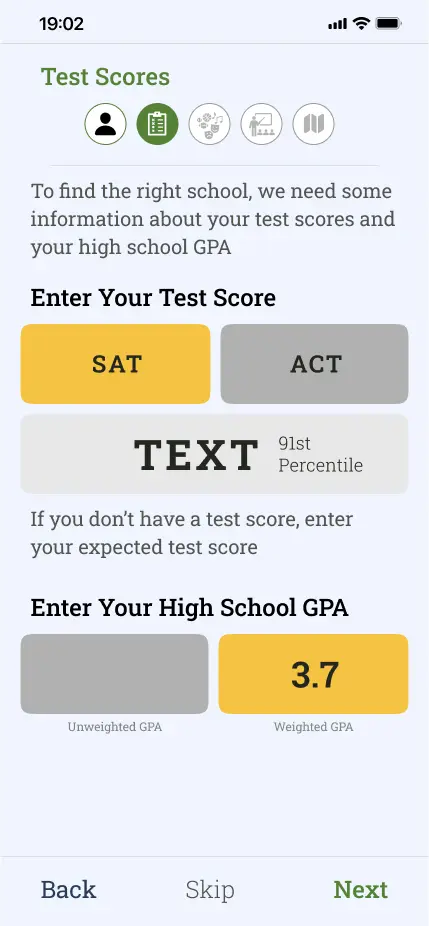 19:02
Test Scores
To find the right school, we need some
information about your test scores and
your high school GPA
Enter Your Test Score
SAT
ACT
TEXT
91st
Percentile
If you don’t have a test score, enter
your expected test score
Enter Your High School GPA
3.7
Unweighted GPA
Weighted GPA
Back
Skip
Next